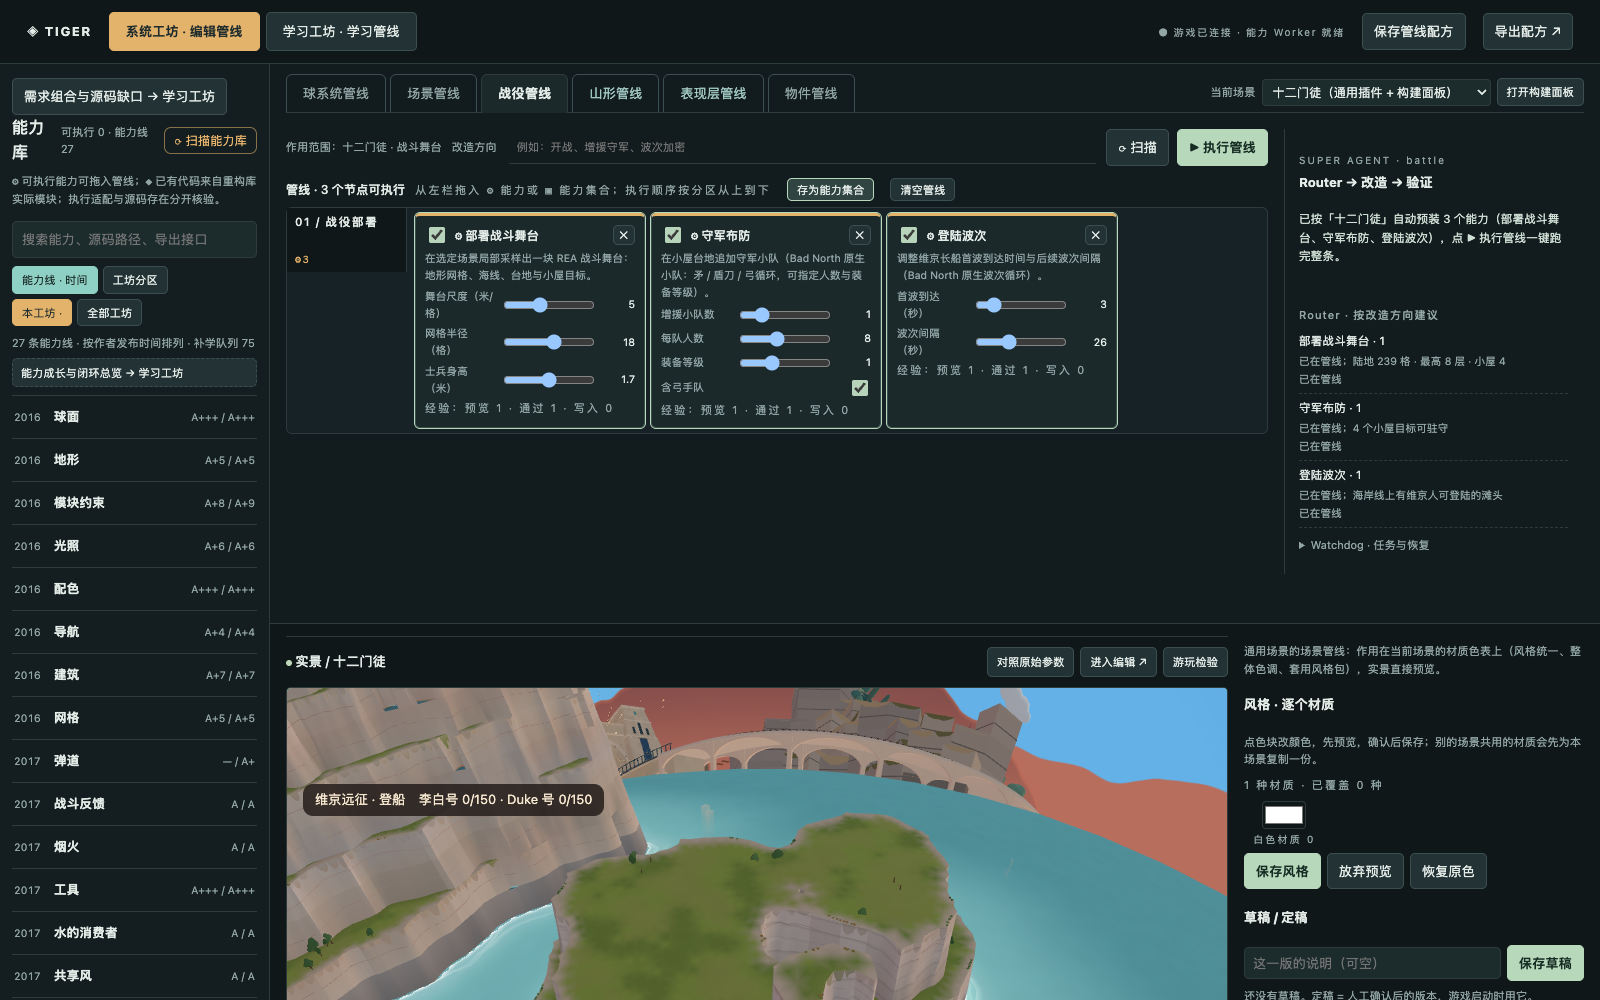 ◈ TIGER
系统工坊 · 编辑管线
学习工坊 · 学习管线
游戏已连接 · 能力 Worker 就绪
保存管线配方
导出配方 ↗
需求组合与源码缺口 → 学习工坊
能力库
可执行 0 · 能力线 27
⟳ 扫描能力库
⚙ 可执行能力可拖入管线；◆ 已有代码来自重构库
实际模块；执行适配与源码存在分开核验。
搜索能力、源码路径、导出接口
能力线 · 时间
工坊分区
本工坊 ·
全部工坊
27 条能力线 · 按作者发布时间排列 · 补学队列 75
能力成长与闭环总览 → 学习工坊
2016 球面 A+++ / A+++
2016 地形 A+5 / A+5
2016 模块约束 A+8 / A+9
2016 光照 A+6 / A+6
2016 配色 A+++ / A+++
2016 导航 A+4 / A+4
2016 建筑 A+7 / A+7
2016 网格 A+5 / A+5
2017 弹道 — / A+
2017 战斗反馈 A / A
2017 烟火 A / A
2017 工具 A+++ / A+++
2017 水的消费者 A / A
2017 共享风 A / A
球系统管线
场景管线
战役管线
山形管线
表现层管线
物件管线
当前场景
十二门徒（通用插件 + 构建面板）
打开构建面板
作用范围：十二门徒 · 战斗舞台
改造方向
例如：开战、增援守军、波次加密
⟳ 扫描
▶ 执行管线
管线 · 3 个节点可执行
从左栏拖入 ⚙ 能力或 ▣ 能力集合；执行顺序按分区从上到下
存为能力集合
清空管线
01 / 战役部署
⚙3
⚙ 部署战斗舞台
✕
在选定场景局部采样出一块 REA 战斗舞台：
地形网格、海线、台地与小屋目标。
舞台尺度（米/格） 5
网格半径（格） 18
士兵身高（米） 1.7
经验：预览 1 · 通过 1 · 写入 0
⚙ 守军布防
✕
在小屋台地追加守军小队（Bad North 原生
小队：矛 / 盾刀 / 弓循环，可指定人数与装
备等级）。
增援小队数 1
每队人数 8
装备等级 1
含弓手队
经验：预览 1 · 通过 1 · 写入 0
⚙ 登陆波次
✕
调整维京长船首波到达时间与后续波次间隔
（Bad North 原生波次循环）。
首波到达（秒） 3
波次间隔（秒） 26
经验：预览 1 · 通过 1 · 写入 0
SUPER AGENT · battle
Router → 改造 → 验证
已按「十二门徒」自动预装 3 个能力（部署战斗舞
台、守军布防、登陆波次），点 ▶ 执行管线一键跑
完整条。
Router · 按改造方向建议
部署战斗舞台 · 1
已在管线；陆地 239 格 · 最高 8 层 · 小屋 4
已在管线
守军布防 · 1
已在管线；4 个小屋目标可驻守
已在管线
登陆波次 · 1
已在管线；海岸线上有维京人可登陆的滩头
已在管线
▶ Watchdog · 任务与恢复
实景 / 十二门徒
对照原始参数
进入编辑 ↗
游玩检验
维京远征 · 登船 李白号 0/150 · Duke 号 0/150
通用场景的场景管线：作用在当前场景的材质色表上（风格统一、整
体色调、套用风格包），实景直接预览。
风格 · 逐个材质
点色块改颜色，先预览，确认后保存；别的场景共用的材质会先为本
场景复制一份。
1 种材质 · 已覆盖 0 种
白色材质 0
保存风格
放弃预览
恢复原色
草稿 / 定稿
这一版的说明（可空）
保存草稿
还没有草稿。定稿 = 人工确认后的版本，游戏启动时用它。